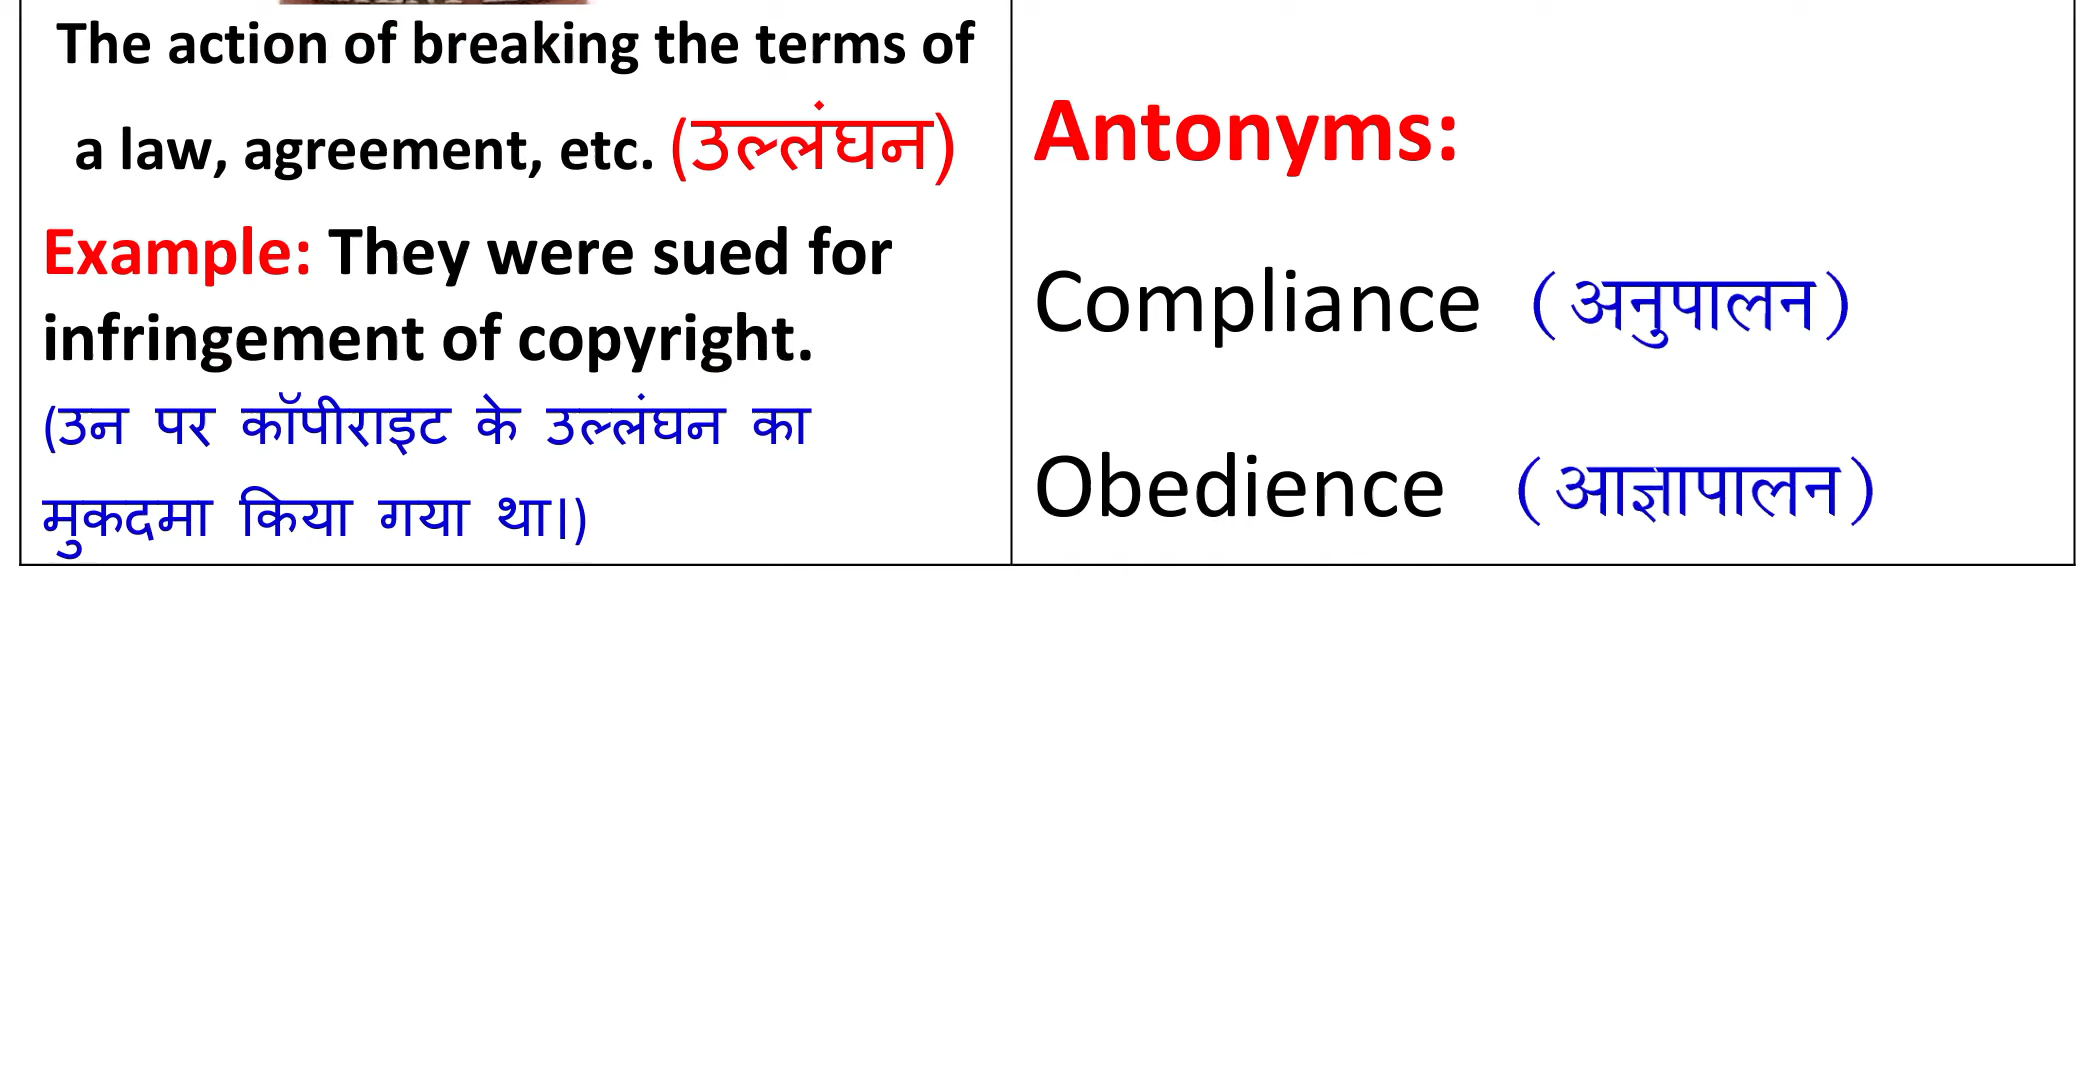 The action of breaking the terms of
a law, agreement, etc. (उल्लंघन)
Example: They were sued for
infringement of copyright.
(उन पर कॉपीराइट के उल्लंघन का
मुकदमा किया गया था।)
Antonyms:
Compliance (अनुपालन)
Obedience (आज्ञापालन)